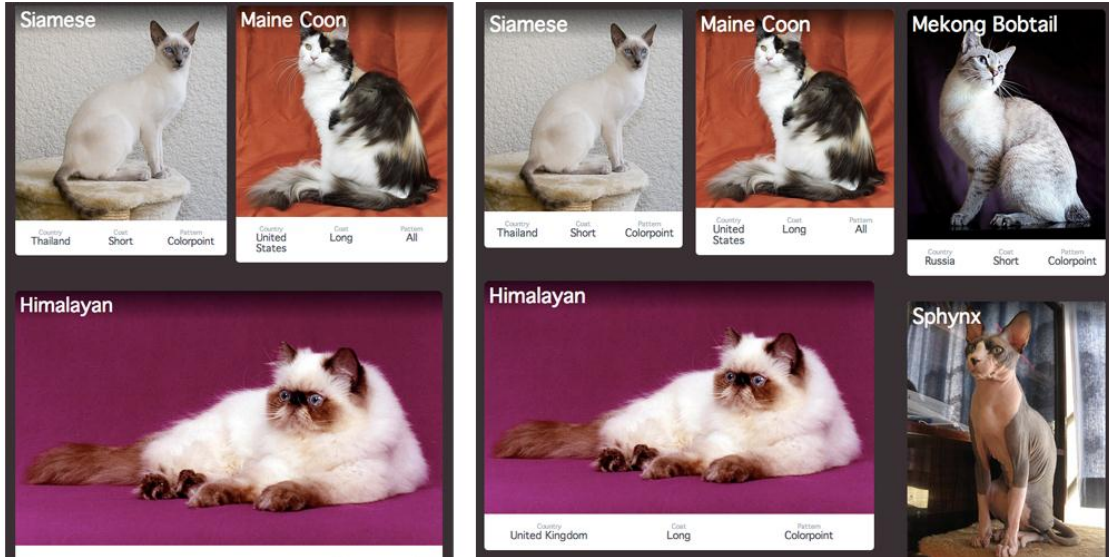 Siamese
Maine Coon
Country Coat Pattern
Thailand Short Colorpoint
Country Coat Pattern
United States Long All
Himalayan
Siamese
Maine Coon
Mekong Bobtail
Country Coat Pattern
Thailand Short Colorpoint
Country Coat Pattern
United States Long All
Country Coat Pattern
Russia Short Colorpoint
Himalayan
Country Coat Pattern
United Kingdom Long Colorpoint
Sphynx